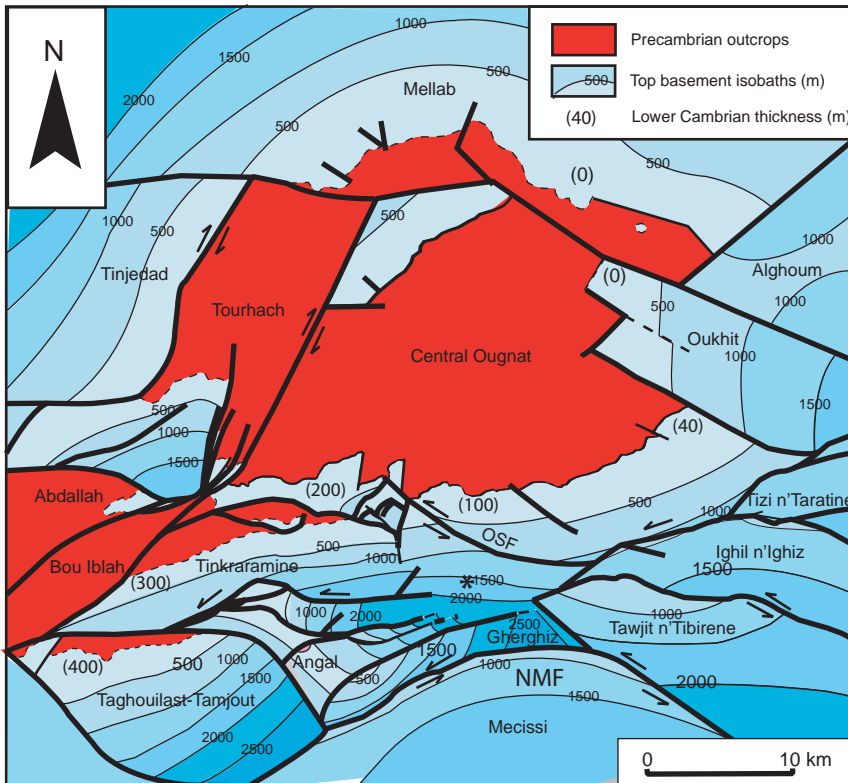 N
Precambrian outcrops
500 Top basement isobaths (m)
(40) Lower Cambrian thickness (m)
1000
1500
2000
500
Mellab
500
500
(0)
1000
500
Tinjedad
500
Tourhach
(0)
1000
Alghoum
1000
500
Oukhit
1000
1500
Central Ougnat
500
1000
1500
(40)
Abdallah
(200)
(100)
500
1000
Tizi n'Taratine
OSF
Bou Iblah
(300)
Tinkraramine
500
1000
Ighil n'Ighiz
1500
*1500
2000
1000
2000
1000
Tawjit n'Tibirene
2500
Gherghiz
(400)
500
1000
1500
Angal
500
1500
1000
NMF
2000
Taghouilast-Tamjout
1500
Mecissi
2000
2500
0 10 km